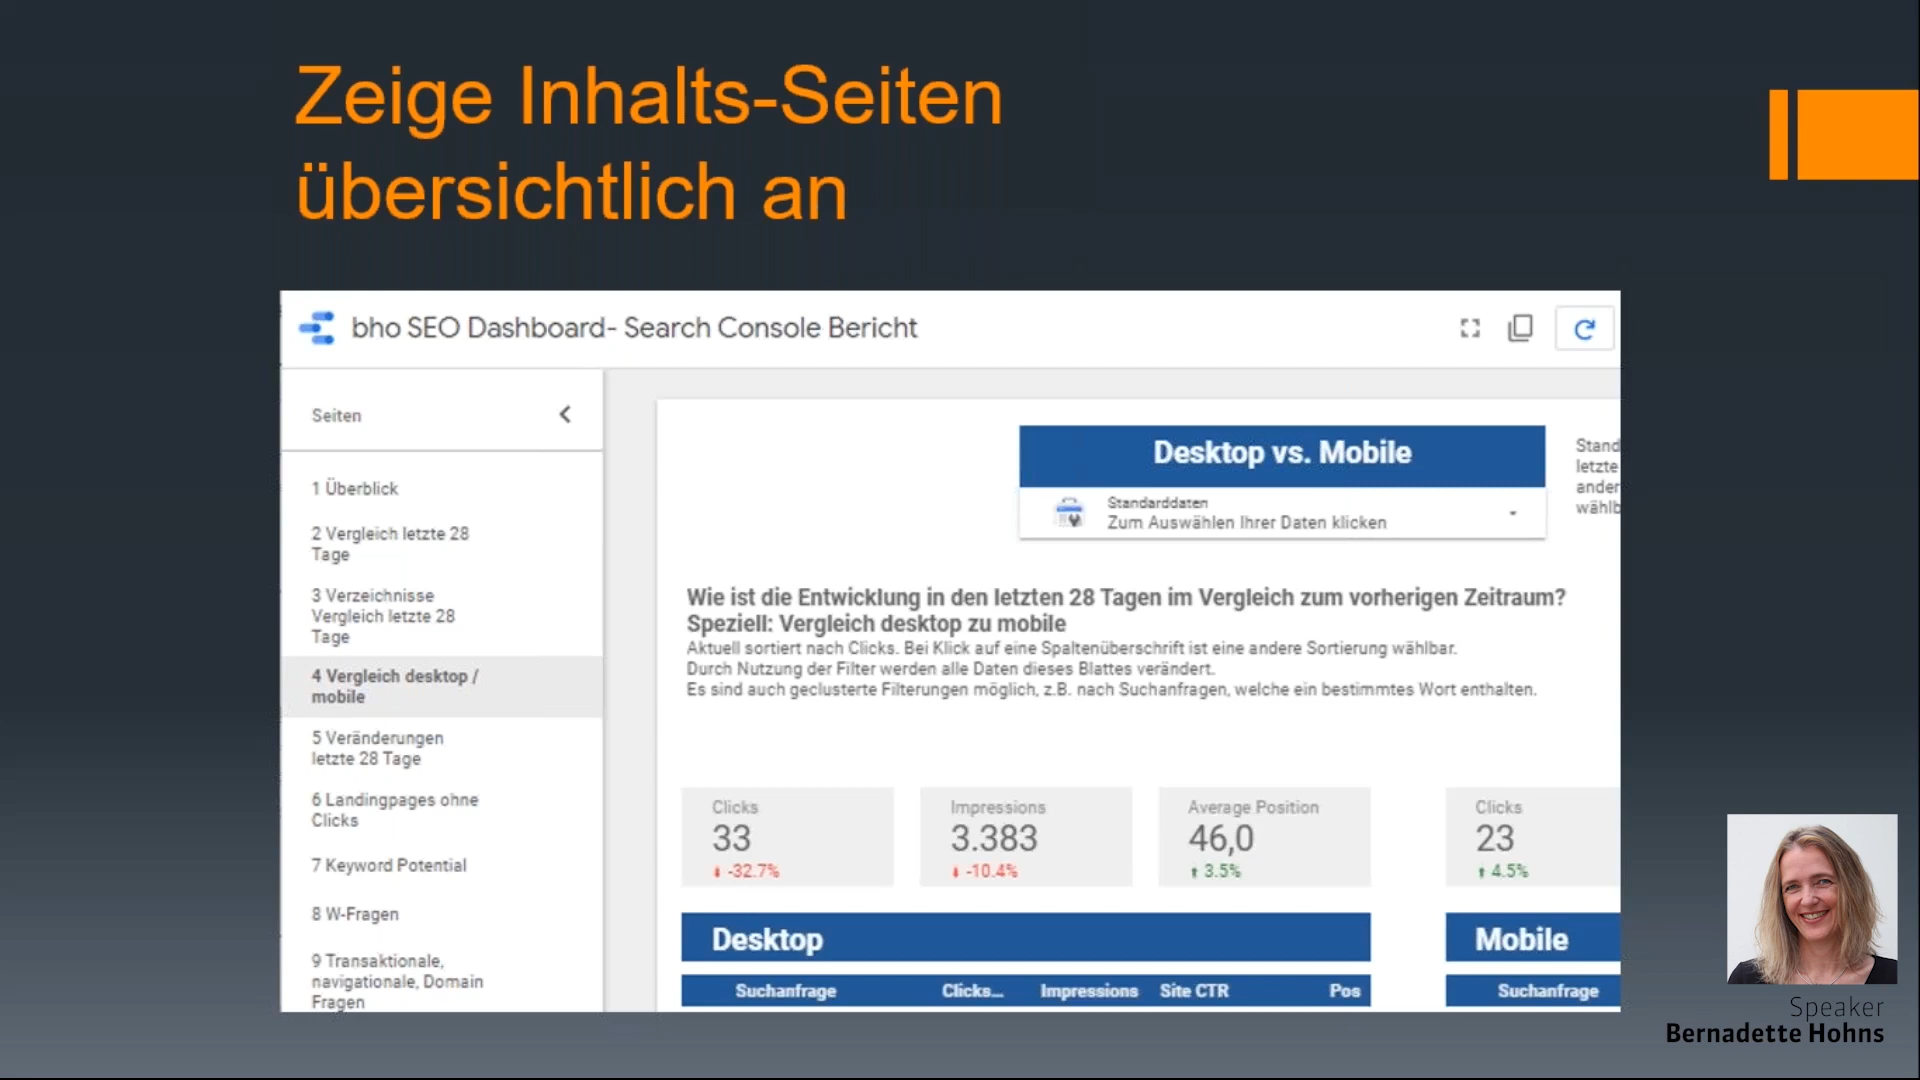 Zeige Inhalts-Seiten
übersichtlich an
bho SEO Dashboard- Search Console Bericht
Seiten
1 Überblick
2 Vergleich letzte 28
Tage
3 Verzeichnisse
Vergleich letzte 28
Tage
4 Vergleich desktop /
mobile
5 Veränderungen
letzte 28 Tage
6 Landingpages ohne
Clicks
7 Keyword Potential
8 W-Fragen
9 Transaktionale,
navigationale, Domain
Fragen
Desktop vs. Mobile
Standarddaten
Zum Auswählen Ihrer Daten klicken
Stand
letzte
ander
wählb
Wie ist die Entwicklung in den letzten 28 Tagen im Vergleich zum vorherigen Zeitraum?
Speziell: Vergleich desktop zu mobile
Aktuell sortiert nach Clicks. Bei Klick auf eine Spaltenüberschrift ist eine andere Sortierung wählbar.
Durch Nutzung der Filter werden alle Daten dieses Blattes verändert.
Es sind auch geclusterte Filterungen möglich, z.B. nach Suchanfragen, welche ein bestimmtes Wort enthalten.
Clicks
33
-32.7%
Impressions
3.383
-10.4%
Average Position
46,0
3.5%
Clicks
23
4.5%
Desktop
Suchanfrage Clicks... Impressions Site CTR Pos
Mobile
Suchanfrage
Speaker
Bernadette Hohns